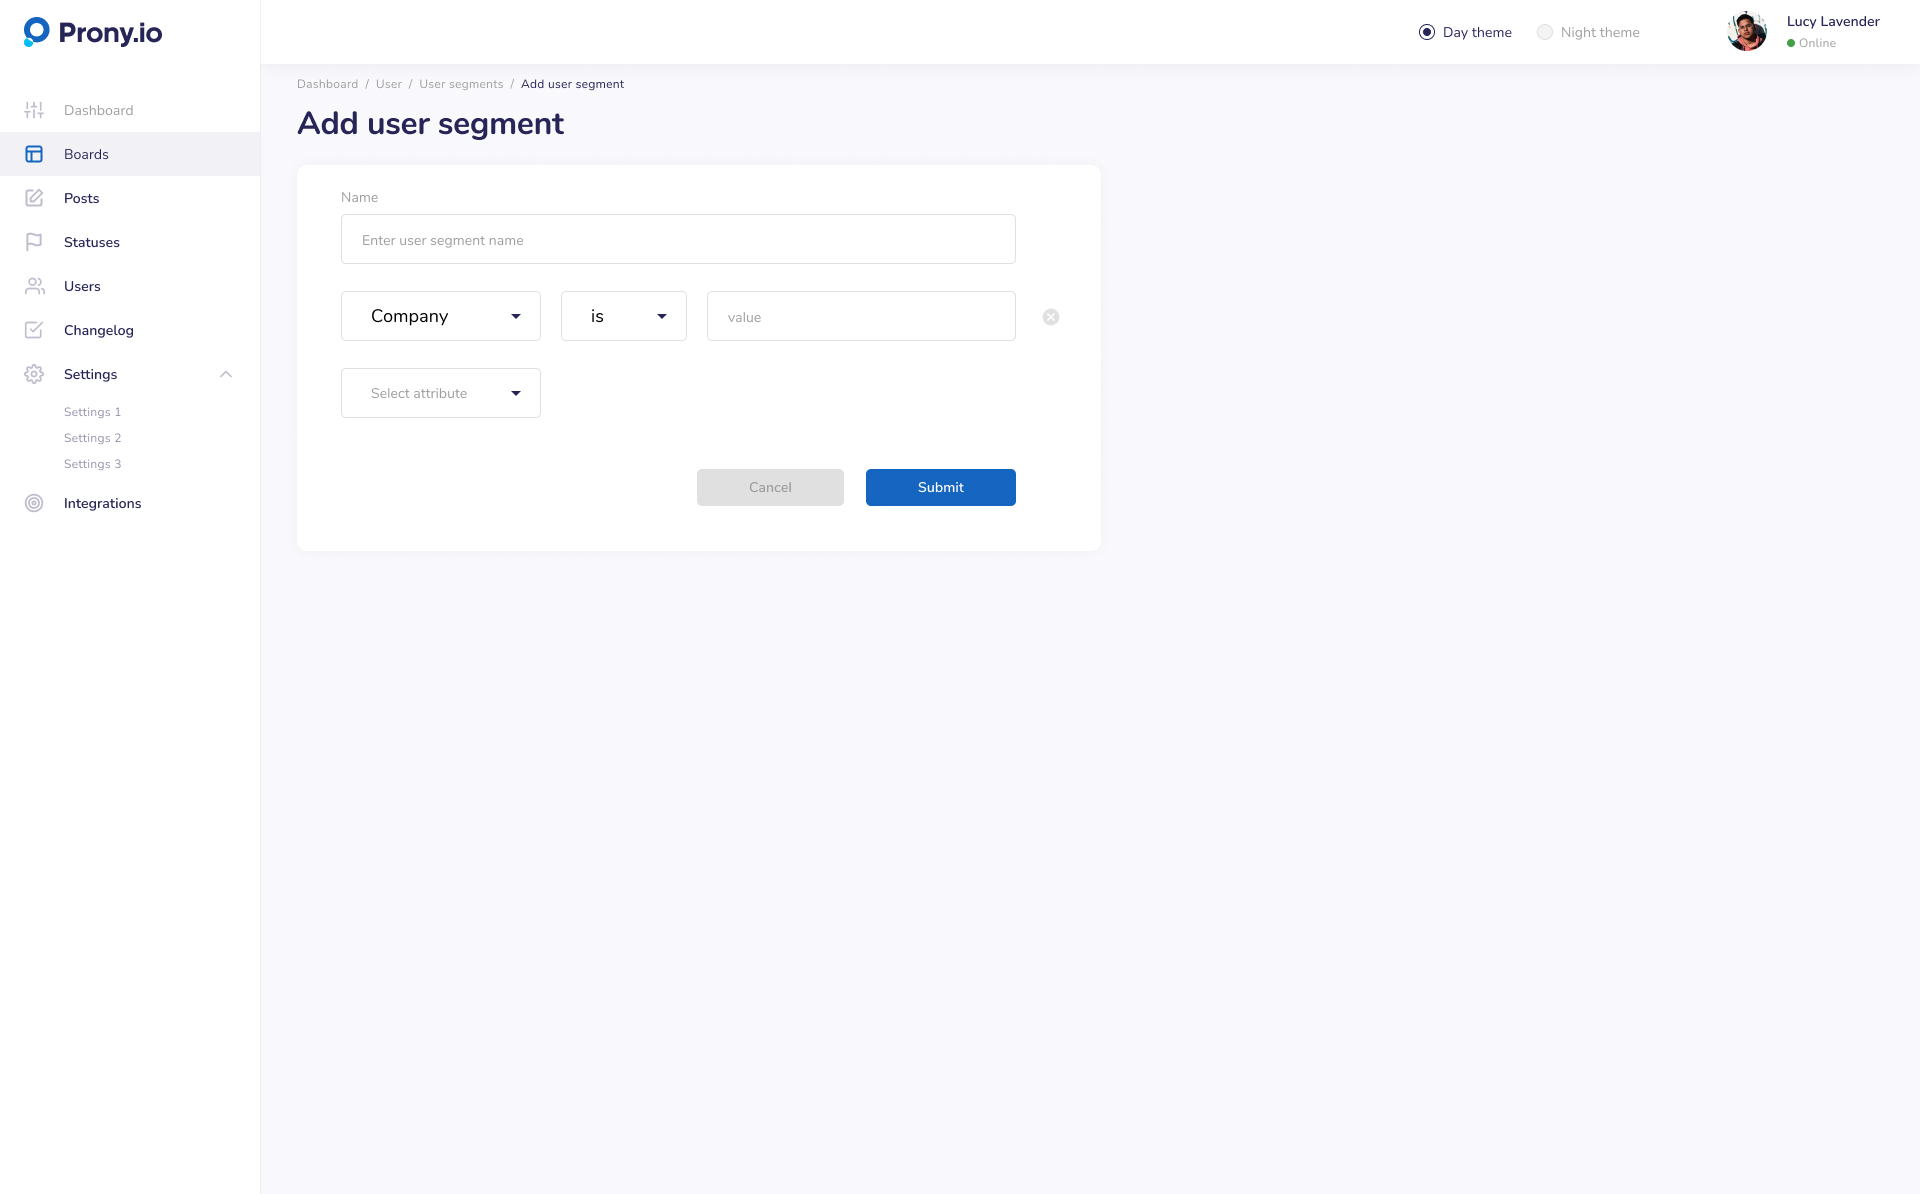 Prony.io
Day theme
Night theme
Lucy Lavender
Online
Dashboard
Boards
Posts
Statuses
Users
Changelog
Settings
Settings 1
Settings 2
Settings 3
Integrations
Dashboard / User / User segments / Add user segment
Add user segment
Name
Enter user segment name
Company
is
value
Select attribute
Cancel
Submit